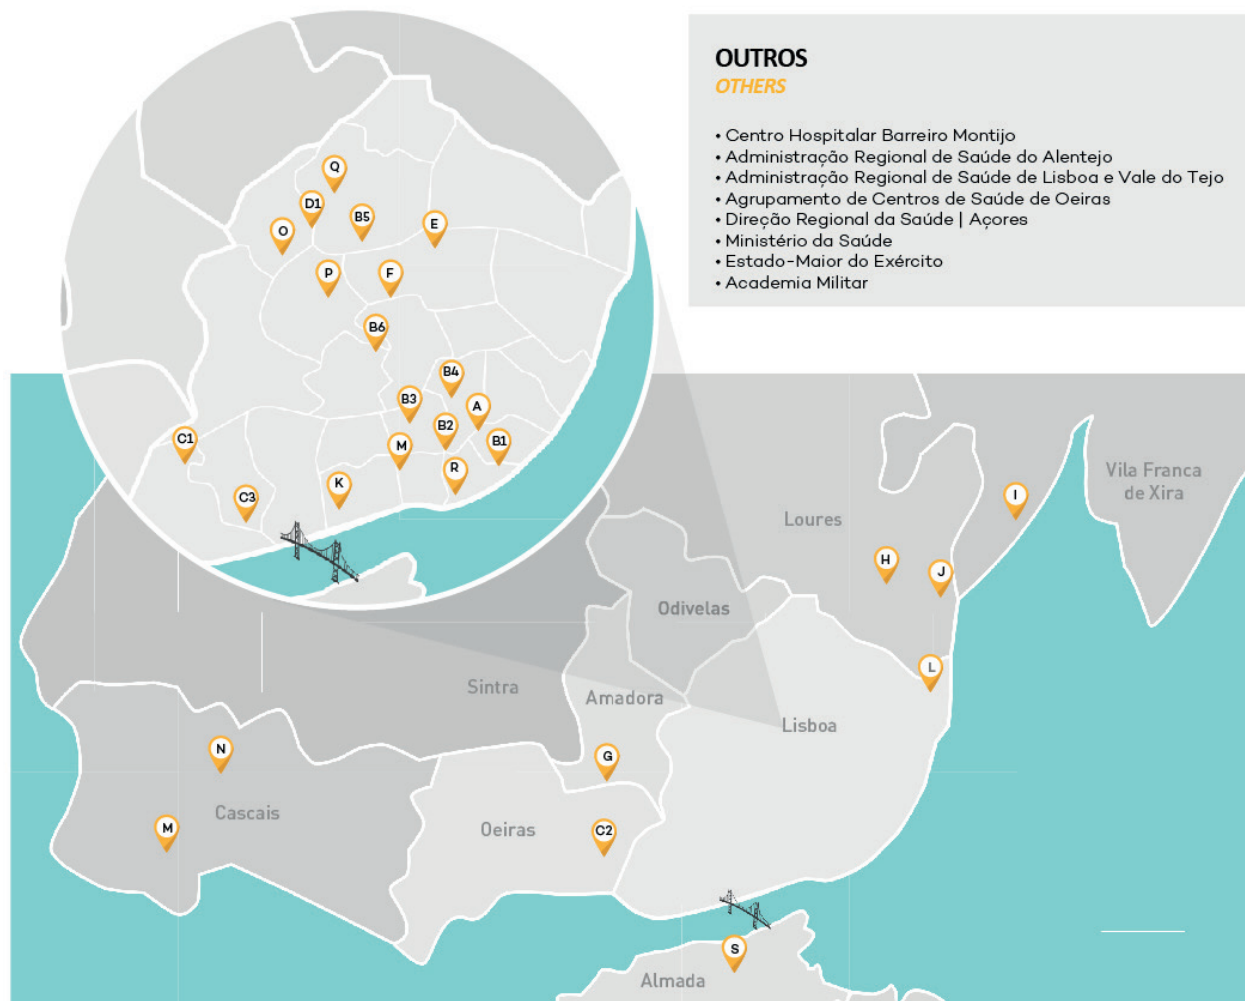 OUTROS
OTHERS
• Centro Hospitalar Barreiro Montijo
• Administração Regional de Saúde do Alentejo
• Administração Regional de Saúde de Lisboa e Vale do Tejo
• Agrupamento de Centros de Saúde de Oeiras
• Direção Regional da Saúde | Açores
• Ministério da Saúde
• Estado-Maior do Exército
• Academia Militar
Q
D1
B5
E
O
P
F
B6
B4
B3
A
B2
C1
M
B1
R
K
C3
Vila Franca
de Xira
I
Loures
H
J
Odivelas
L
Sintra
Amadora
Lisboa
N
G
Cascais
M
Oeiras
C2
S
Almada